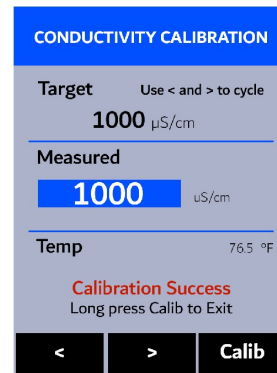 CONDUCTIVITY CALIBRATION
Target Use < and > to cycle
1000 µS/cm
Measured
1000 uS/cm
Temp 76.5 ºF
Calibration Success
Long press Calib to Exit
< > Calib